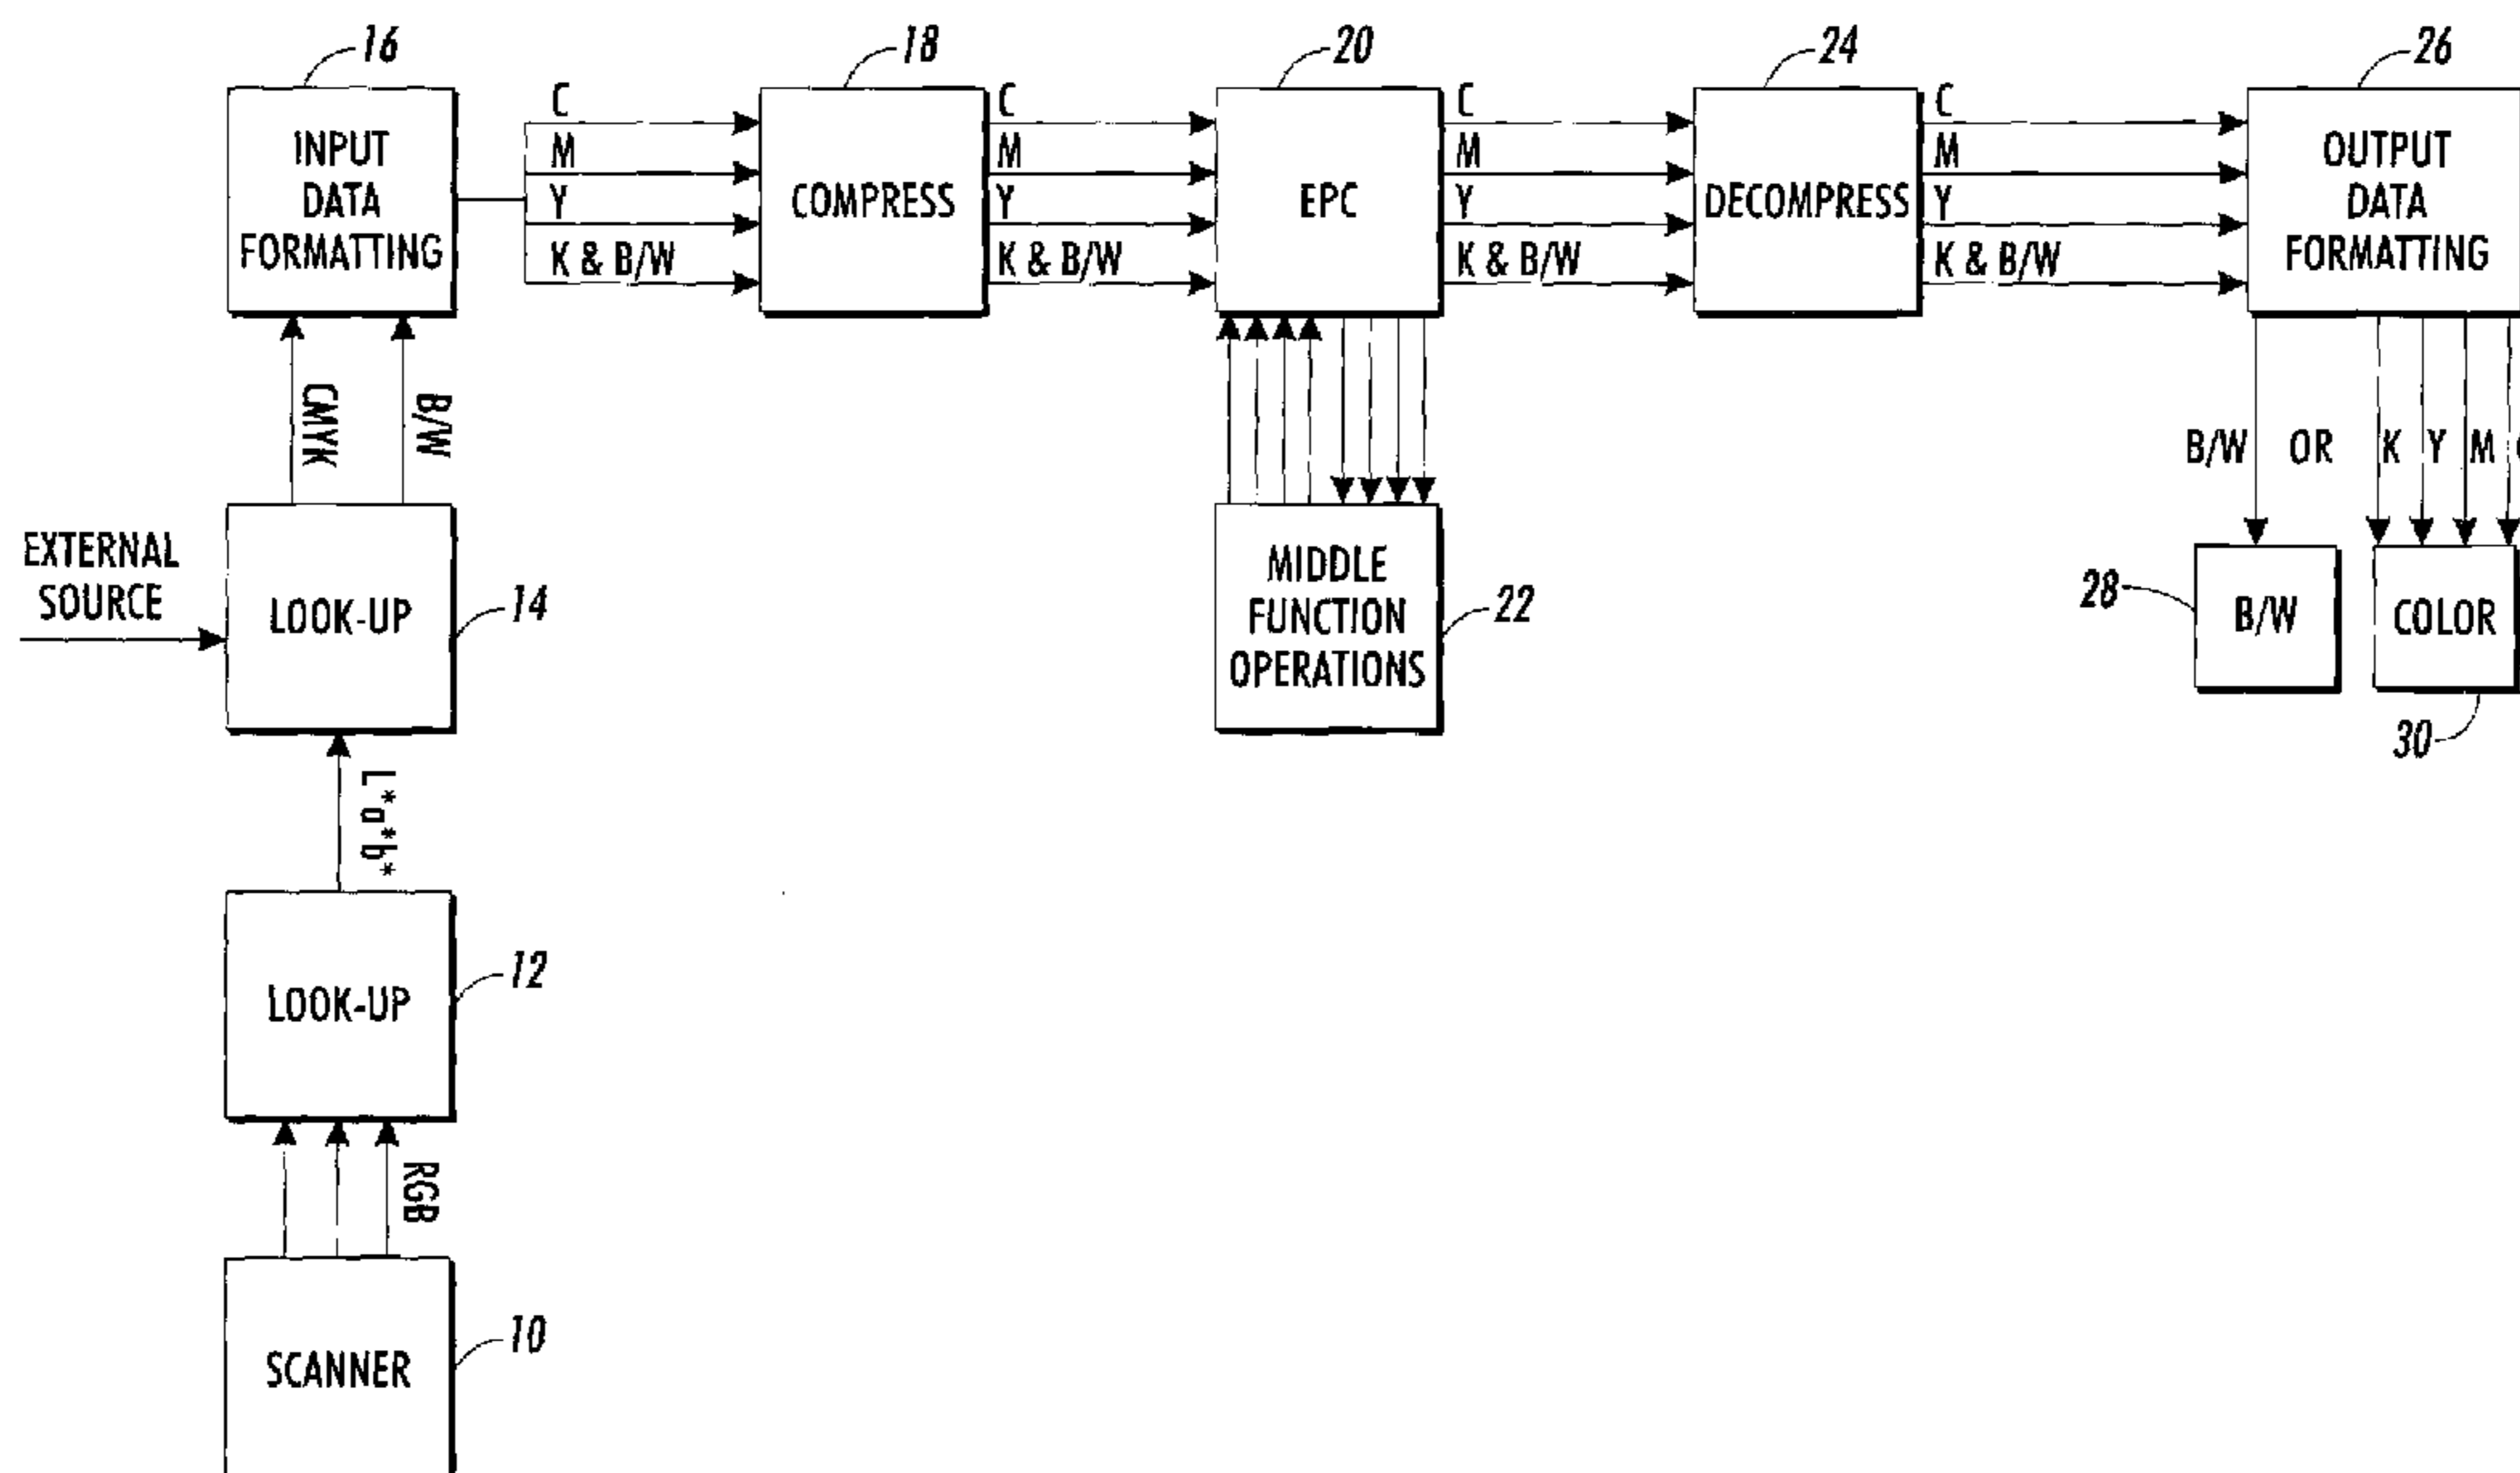 16
18
20
24
26
INPUT
DATA
FORMATTING
C
M
Y
K & B/W
COMPRESS
C
M
Y
K & B/W
EPC
C
M
Y
K & B/W
DECOMPRESS
C
M
Y
K & B/W
OUTPUT
DATA
FORMATTING
CMYK
B/W
B/W OR K Y M
EXTERNAL
SOURCE
LOOK-UP
14
MIDDLE
FUNCTION
OPERATIONS
22
28
B/W
COLOR
30
L*a*b*
LOOK-UP
12
RGB
SCANNER
10